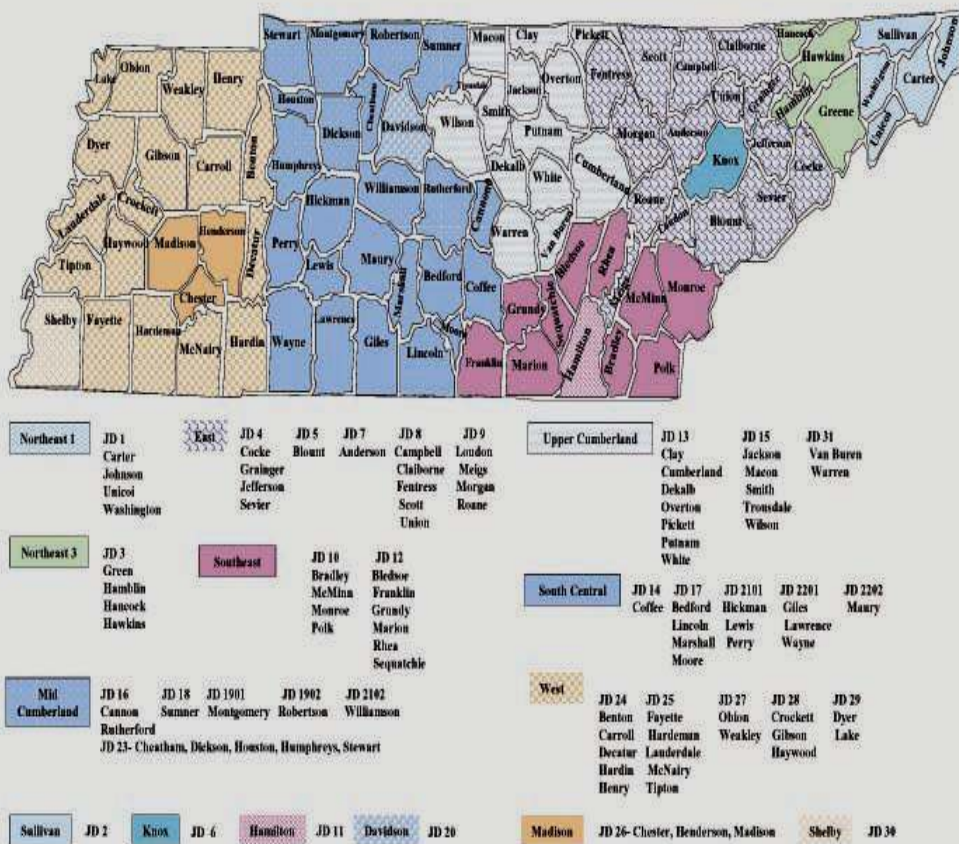 Stewart Montgomery Robertson Sumner Macon Clay Pickett Scott Claiborne Hancock Hawkins Sullivan Johnson
Lake Obion Weakley Henry Houston Dickson Cheatham Davidson Wilson Smith Jackson Overton Fentress Campbell Union Grainger Hamblin Greene Washington Carter Unicoi
Dyer Gibson Carroll Benton Humphreys Hickman Williamson Rutherford Cannon Dekalb Putnam White Cumberland Morgan Anderson Knox Jefferson Cocke
Lauderdale Crockett Haywood Madison Henderson Decatur Perry Lewis Maury Marshall Bedford Coffee Warren Van Buren Bledsoe Rhea Roane Loudon Blount Sevier
Tipton Chester Grundy Sequatchie Meigs McMinn Monroe
Shelby Fayette Hardeman McNairy Hardin Wayne Lawrence Giles Lincoln Moore Franklin Marion Hamilton Bradley Polk
Northeast 1
JD 1
Carter
Johnson
Unicoi
Washington
East
JD 4
Cocke
Grainger
Jefferson
Sevier
JD 5
Blount
JD 7
Anderson
JD 8
Campbell
Claiborne
Fentress
Scott
Union
JD 9
Loudon
Meigs
Morgan
Roane
Upper Cumberland
JD 13
Clay
Cumberland
Dekalb
Overton
Pickett
Putnam
White
JD 15
Jackson
Macon
Smith
Trousdale
Wilson
JD 31
Van Buren
Warren
Northeast 3
JD 3
Green
Hamblin
Hancock
Hawkins
Southeast
JD 10
Bradley
McMinn
Monroe
Polk
JD 12
Bledsoe
Franklin
Grundy
Marion
Rhea
Sequatchie
South Central
JD 14
Coffee
JD 17
Bedford
Lincoln
Marshall
Moore
JD 2101
Hickman
Lewis
Perry
JD 2201
Giles
Lawrence
Wayne
JD 2202
Maury
Mid
Cumberland
JD 16
Cannon
Rutherford
JD 18
Sumner
JD 1901
Montgomery
JD 1902
Robertson
JD 2102
Williamson
JD 23- Cheatham, Dickson, Houston, Humphreys, Stewart
West
JD 24
Benton
Carroll
Decatur
Hardin
Henry
JD 25
Fayette
Hardeman
Lauderdale
McNairy
Tipton
JD 27
Obion
Weakley
JD 28
Crockett
Gibson
Haywood
JD 29
Dyer
Lake
Sullivan JD 2
Knox JD 6
Hamilton JD 11
Davidson JD 20
Madison JD 26- Chester, Henderson, Madison
Shelby JD 30